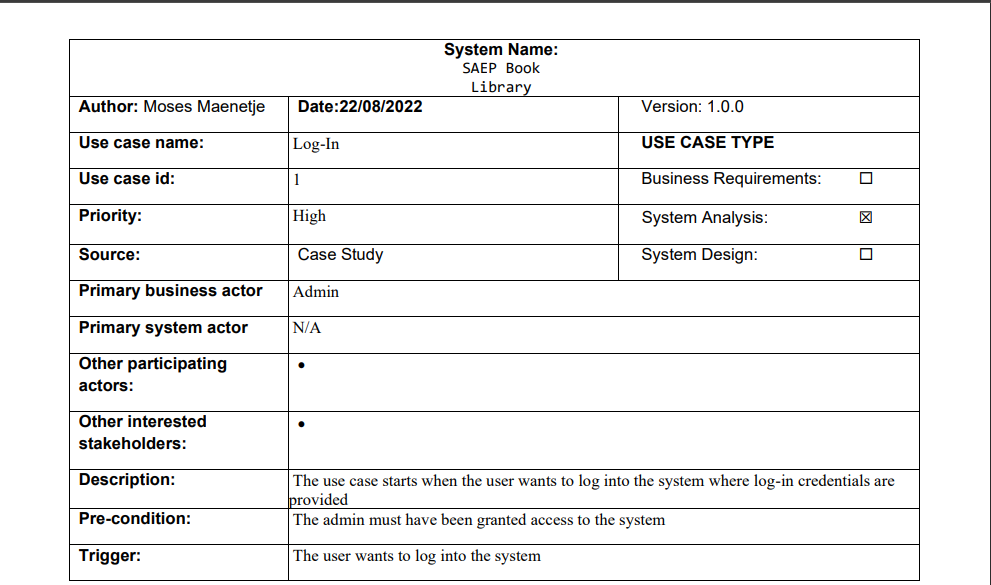 System Name:
SAEP Book
Library
Author: Moses Maenetje
Date:22/08/2022
Version: 1.0.0
Use case name:
Log-In
USE CASE TYPE
Use case id:
1
Business Requirements: ☐
Priority:
High
System Analysis: ☒
Source:
Case Study
System Design: ☐
Primary business actor
Admin
Primary system actor
N/A
Other participating
actors:
•
Other interested
stakeholders:
•
Description:
The use case starts when the user wants to log into the system where log-in credentials are
provided
Pre-condition:
The admin must have been granted access to the system
Trigger:
The user wants to log into the system